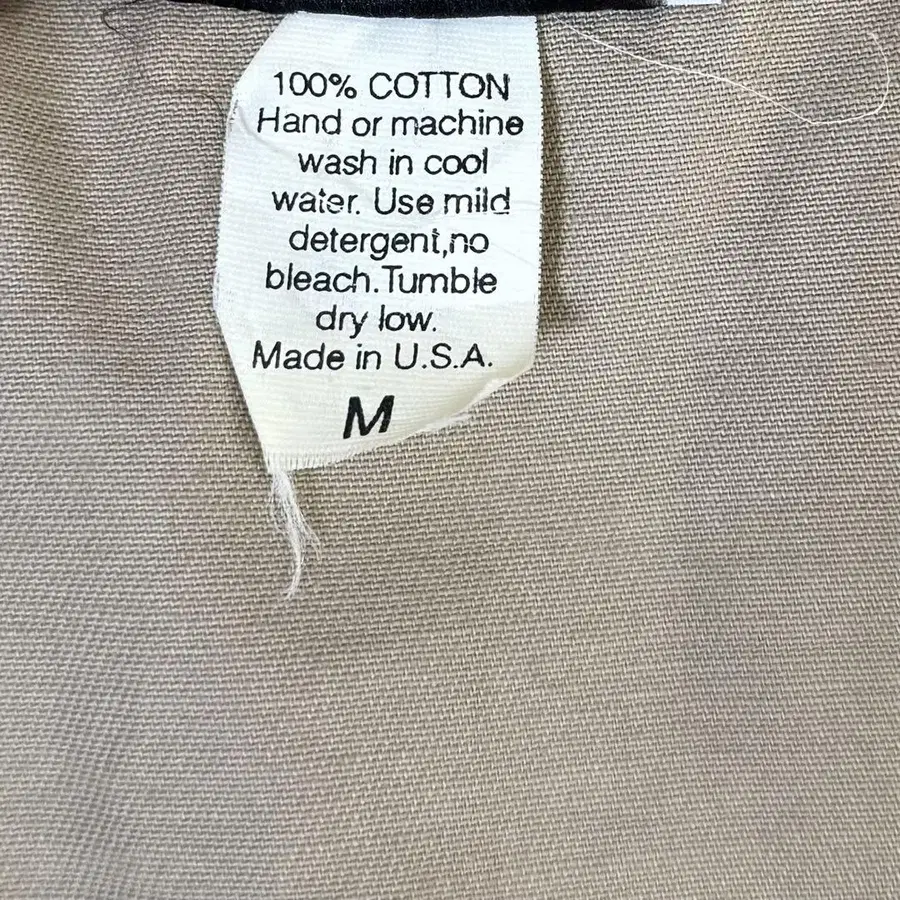 100% COTTON
Hand or machine
wash in cool
water. Use mild
detergent,no
bleach.Tumble
dry low.
Made in U.S.A.
M